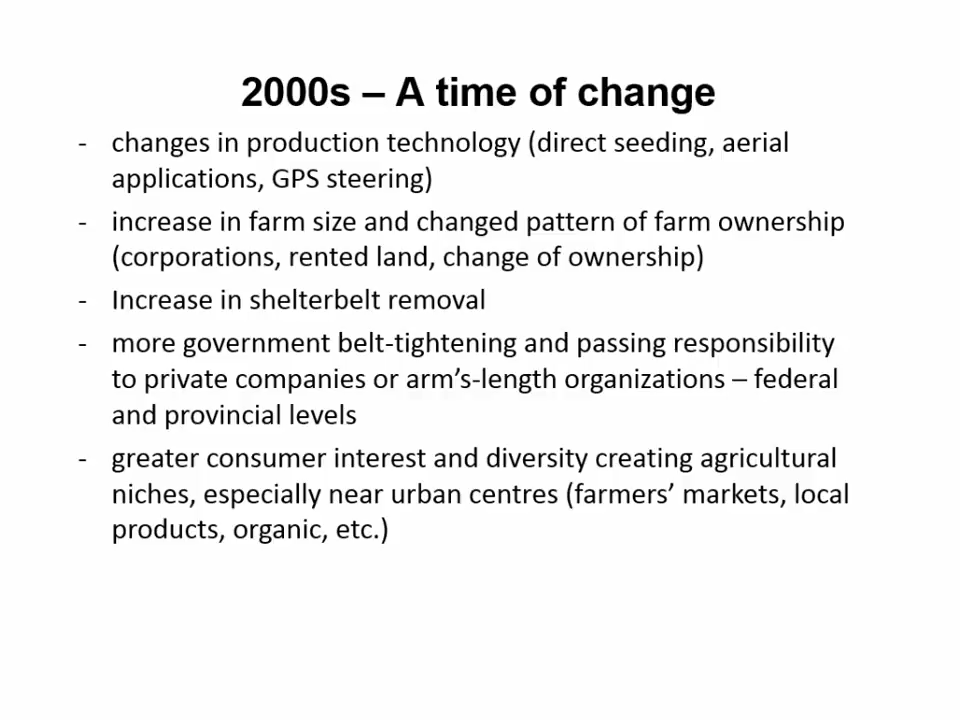 2000s – A time of change
- changes in production technology (direct seeding, aerial
applications, GPS steering)
- increase in farm size and changed pattern of farm ownership
(corporations, rented land, change of ownership)
- Increase in shelterbelt removal
- more government belt-tightening and passing responsibility
to private companies or arm’s-length organizations – federal
and provincial levels
- greater consumer interest and diversity creating agricultural
niches, especially near urban centres (farmers’ markets, local
products, organic, etc.)